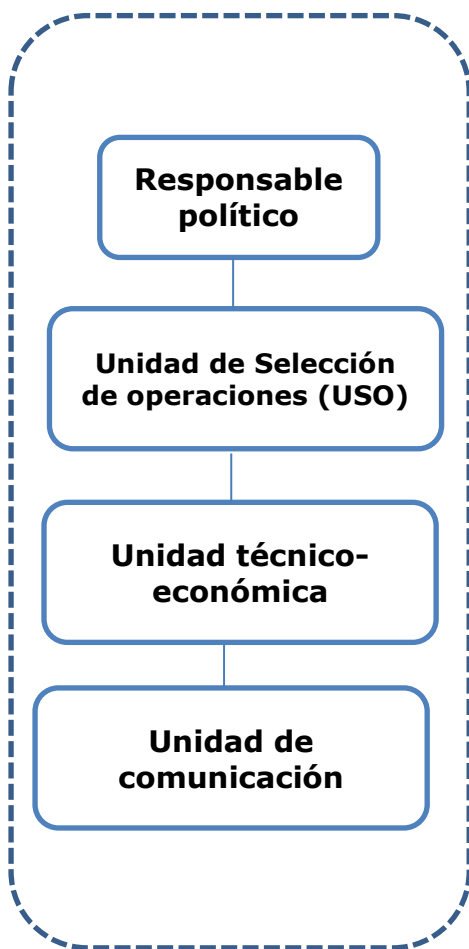 Responsable
político
Unidad de Selección
de operaciones (USO)
Unidad técnico-
económica
Unidad de
comunicación